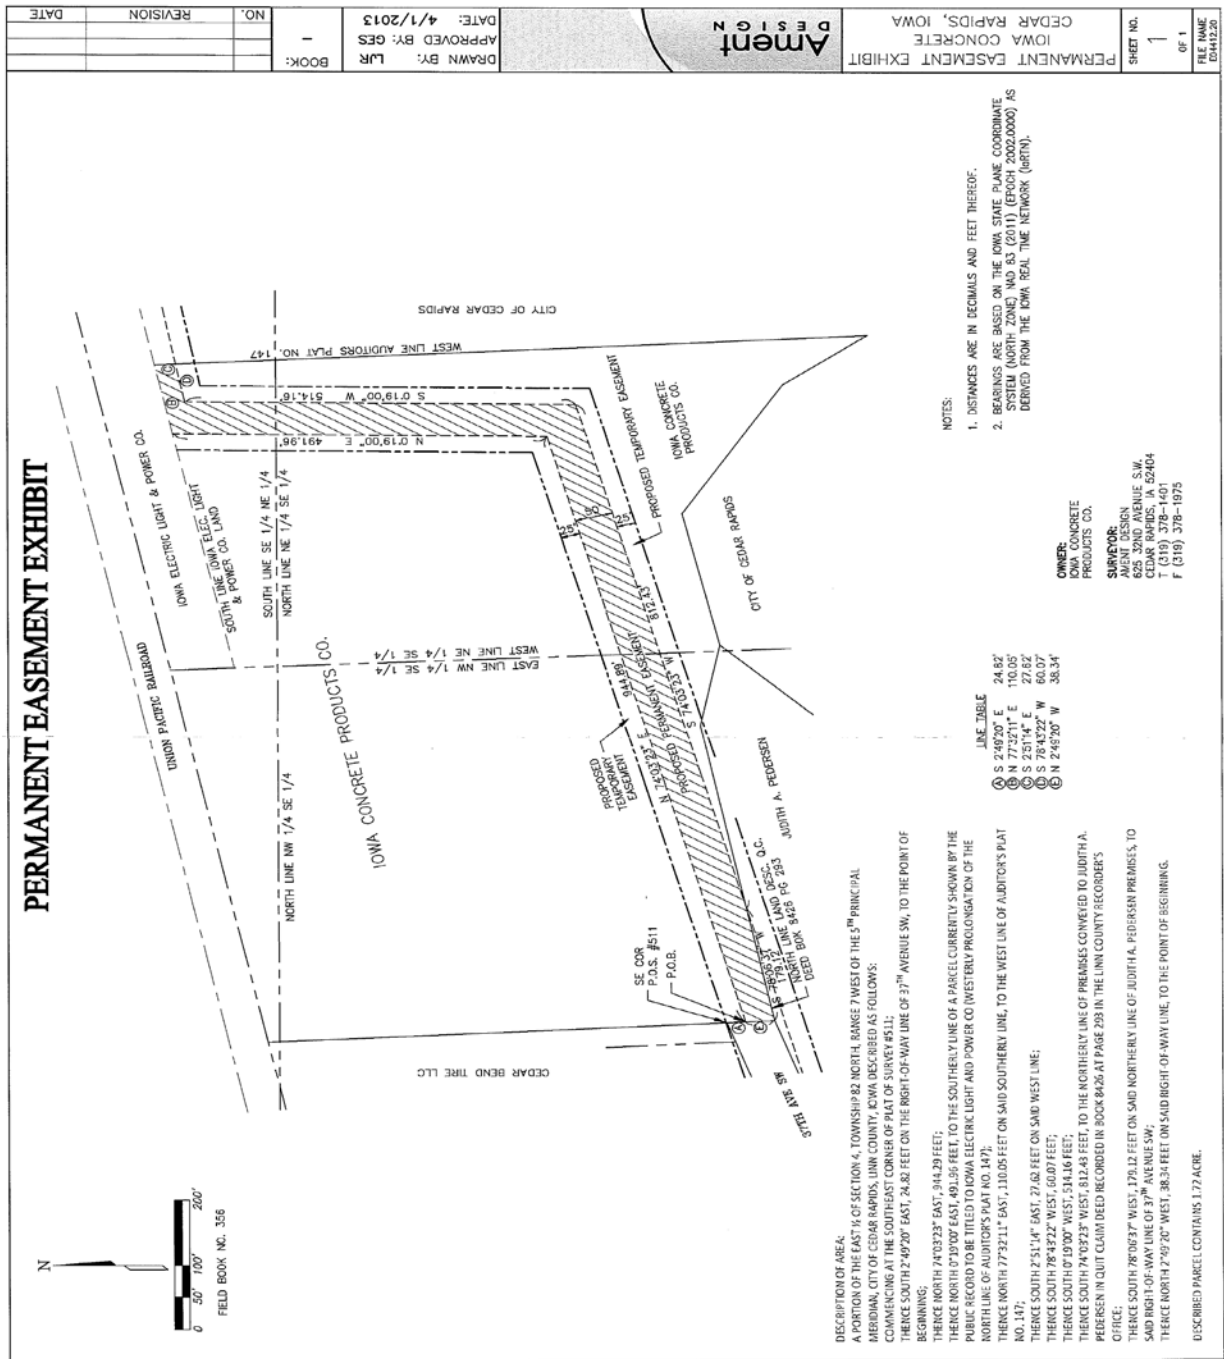 PERMANENT EASEMENT EXHIBIT
N
0 50' 100' 200'
FIELD BOOK NO. 356
UNION PACIFIC RAILROAD
IOWA ELECTRIC LIGHT & POWER CO.
SOUTH LINE IOWA ELEC. LIGHT
& POWER CO. LAND
NORTH LINE NW 1/4 SE 1/4
SOUTH LINE SE 1/4 NE 1/4
NORTH LINE NE 1/4 SE 1/4
IOWA CONCRETE PRODUCTS CO.
EAST LINE NW 1/4 SE 1/4
WEST LINE NE 1/4 SE 1/4
N 0°19'00" E
491.96'
S 0°19'00" W
514.16'
WEST LINE AUDITORS PLAT NO. 147
CITY OF CEDAR RAPIDS
B
C
D
CEDAR BEND TIRE LLC
SE COR
P.O.S. #511
P.O.B.
A
E
37TH AVE SW
PROPOSED
TEMPORARY
EASEMENT
N 74°03'23" E
944.89'
PROPOSED PERMANENT EASEMENT
S 74°03'23" W
812.43'
25'
50'
25'
PROPOSED TEMPORARY EASEMENT
IOWA CONCRETE
PRODUCTS CO.
S 78°06'37" W
179.12'
NORTH LINE LAND DESC. Q.C.
DEED BOK 8426 PG 293
JUDITH A. PEDERSEN
CITY OF CEDAR RAPIDS
DESCRIPTION OF AREA:
A PORTION OF THE EAST ½ OF SECTION 4, TOWNSHIP 82 NORTH, RANGE 7 WEST OF THE 5TH PRINCIPAL
MERIDIAN, CITY OF CEDAR RAPIDS, LINN COUNTY, IOWA DESCRIBED AS FOLLOWS:
COMMENCING AT THE SOUTHEAST CORNER OF PLAT OF SURVEY #511;
THENCE SOUTH 2°49'20" EAST, 24.82 FEET ON THE RIGHT-OF-WAY LINE OF 37TH AVENUE SW, TO THE POINT OF
BEGINNING;
THENCE NORTH 74°03'23" EAST, 944.29 FEET;
THENCE NORTH 0°19'00" EAST, 491.96 FEET, TO THE SOUTHERLY LINE OF A PARCEL CURRENTLY SHOWN BY THE
PUBLIC RECORD TO BE TITLED TO IOWA ELECTRIC LIGHT AND POWER CO (WESTERLY PROLONGATION OF THE
NORTH LINE OF AUDITOR'S PLAT NO. 147);
THENCE NORTH 77°32'11" EAST, 110.05 FEET ON SAID SOUTHERLY LINE, TO THE WEST LINE OF AUDITOR'S PLAT
NO. 147;
THENCE SOUTH 2°51'14" EAST, 27.62 FEET ON SAID WEST LINE;
THENCE SOUTH 78°43'22" WEST, 60.07 FEET;
THENCE SOUTH 0°19'00" WEST, 514.16 FEET;
THENCE SOUTH 74°03'23" WEST, 812.43 FEET, TO THE NORTHERLY LINE OF PREMISES CONVEYED TO JUDITH A.
PEDERSEN IN QUIT CLAIM DEED RECORDED IN BOOK 8426 AT PAGE 293 IN THE LINN COUNTY RECORDER'S
OFFICE;
THENCE SOUTH 78°06'37" WEST, 179.12 FEET ON SAID NORTHERLY LINE OF JUDITH A. PEDERSEN PREMISES, TO
SAID RIGHT-OF-WAY LINE OF 37TH AVENUE SW;
THENCE NORTH 2°49'20" WEST, 38.34 FEET ON SAID RIGHT-OF-WAY LINE, TO THE POINT OF BEGINNING.
DESCRIBED PARCEL CONTAINS 1.72 ACRE.
LINE TABLE
A S 2°49'20" E 24.82'
B N 77°32'11" E 110.05'
C S 2°51'14" E 27.62'
D S 78°43'22" W 60.07'
E N 2°49'20" W 38.34'
OWNER:
IOWA CONCRETE
PRODUCTS CO.
SURVEYOR:
AMENT DESIGN
625 32ND AVENUE S.W.
CEDAR RAPIDS, IA 52404
T (319) 378-1401
F (319) 378-1975
NOTES:
1. DISTANCES ARE IN DECIMALS AND FEET THEREOF.
2. BEARINGS ARE BASED ON THE IOWA STATE PLANE COORDINATE
SYSTEM (NORTH ZONE) NAD 83 (2011) (EPOCH 2002.0000) AS
DERIVED FROM THE IOWA REAL TIME NETWORK (IaRTN).
NO. REVISION DATE
BOOK: -
DRAWN BY: LJR
APPROVED BY: GES
DATE: 4/1/2013
Ament
DESIGN
PERMANENT EASEMENT EXHIBIT
IOWA CONCRETE
CEDAR RAPIDS, IOWA
SHEET NO.
1
OF 1
FILE NAME
E04412.20